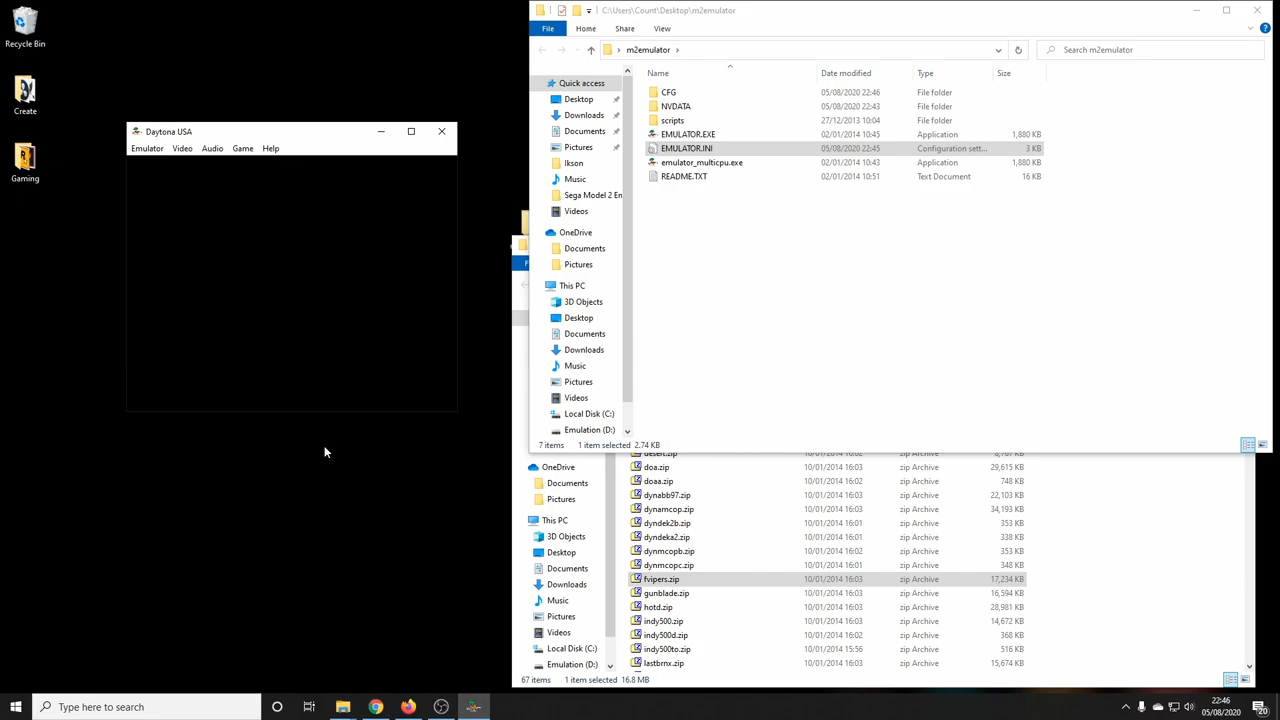 Recycle Bin
Create
Gaming
Daytona USA
Emulator Video Audio Game Help
C:\Users\Count\Desktop\m2emulator
File Home Share View
m2emulator
Search m2emulator
Name Date modified Type Size
Quick access
Desktop
Downloads
Documents
Pictures
Ikson
Music
Sega Model 2 En
Videos
OneDrive
Documents
Pictures
This PC
3D Objects
Desktop
Documents
Downloads
Music
Pictures
Videos
Local Disk (C:)
Emulation (D:)
CFG 05/08/2020 22:46 File folder
NVDATA 05/08/2020 22:43 File folder
scripts 27/12/2013 10:04 File folder
EMULATOR.EXE 02/01/2014 10:45 Application 1,880 KB
EMULATOR.INI 05/08/2020 22:45 Configuration sett... 3 KB
emulator_multicpu.exe 02/01/2014 10:43 Application 1,880 KB
README.TXT 02/01/2014 10:51 Text Document 16 KB
7 items 1 item selected 2.74 KB
OneDrive
Documents
Pictures
This PC
3D Objects
Desktop
Documents
Downloads
Music
Pictures
Videos
Local Disk (C:)
Emulation (D:)
desert.zip 10/01/2014 16:03 zip Archive 8,767 KB
doa.zip 10/01/2014 16:03 zip Archive 29,615 KB
doaa.zip 10/01/2014 16:02 zip Archive 748 KB
dynabb97.zip 10/01/2014 16:03 zip Archive 22,103 KB
dynamcop.zip 10/01/2014 16:03 zip Archive 34,193 KB
dyndek2b.zip 10/01/2014 16:01 zip Archive 353 KB
dyndeka2.zip 10/01/2014 16:01 zip Archive 338 KB
dynmcopb.zip 10/01/2014 16:02 zip Archive 353 KB
dynmcopc.zip 10/01/2014 16:01 zip Archive 348 KB
fvipers.zip 10/01/2014 16:03 zip Archive 17,234 KB
gunblade.zip 10/01/2014 16:03 zip Archive 16,594 KB
hotd.zip 10/01/2014 16:03 zip Archive 28,981 KB
indy500.zip 10/01/2014 16:03 zip Archive 14,672 KB
indy500d.zip 10/01/2014 16:02 zip Archive 368 KB
indy500to.zip 10/01/2014 15:56 zip Archive 516 KB
lastbrnx.zip 10/01/2014 16:03 zip Archive 15,674 KB
67 items 1 item selected 16.8 MB
Type here to search
22:46
05/08/2020
20